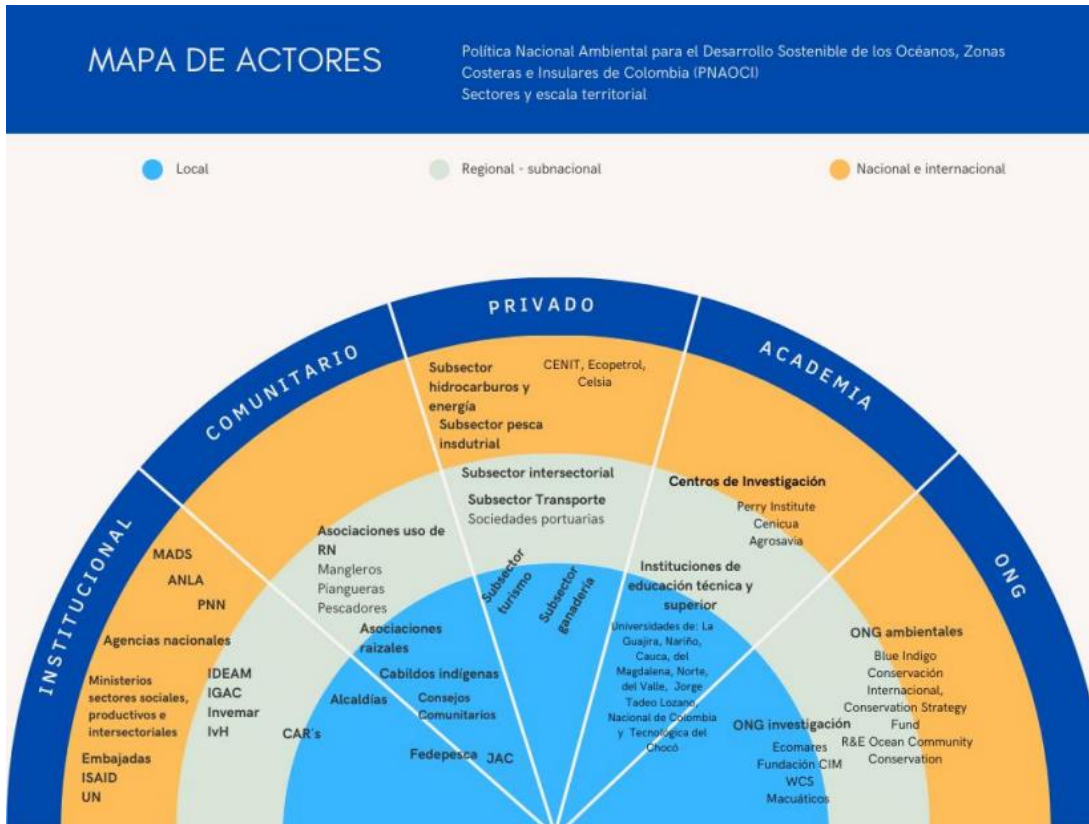 MAPA DE ACTORES
Política Nacional Ambiental para el Desarrollo Sostenible de los Océanos, Zonas
Costeras e Insulares de Colombia (PNAOCI)
Sectores y escala territorial
Local
Regional - subnacional
Nacional e internacional
INSTITUCIONAL
COMUNITARIO
PRIVADO
ACADEMIA
ONG
MADS
ANLA
PNN
Agencias nacionales
Ministerios
sectores sociales,
productivos e
intersectoriales
Embajadas
ISAID
UN
IDEAM
IGAC
Invemar
IvH
CAR's
Alcaldías
Asociaciones uso de
RN
Mangleros
Piangueras
Pescadores
Asociaciones
raizales
Cabildos indígenas
Consejos
Comunitarios
Fedepesca
JAC
Subsector
hidrocarburos y
energía
CENIT, Ecopetrol,
Celsia
Subsector pesca
insdutrial
Subsector intersectorial
Subsector Transporte
Sociedades portuarias
Subsector
turismo
Subsector
ganadería
Centros de Investigación
Perry Institute
Cenicua
Agrosavia
Instituciones de
educación técnica y
superior
Universidades de: La
Guajira, Nariño,
Cauca, del
Magdalena, Norte,
del Valle, Jorge
Tadeo Lozano,
Nacional de Colombia
y Tecnológica del
Chocó
ONG ambientales
Blue Indigo
Conservación
Internacional,
Conservation Strategy
Fund
R&E Ocean Community
Conservation
ONG investigación
Ecomares
Fundación CIM
WCS
Macuáticos